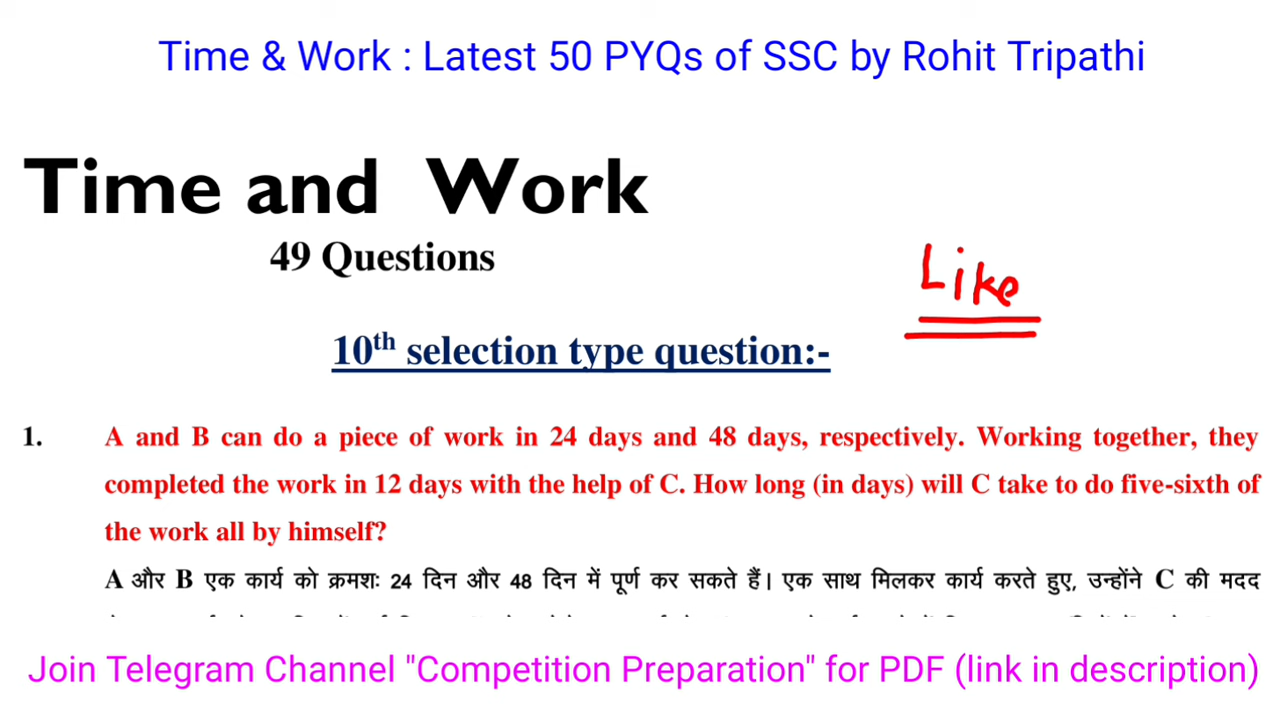 Time & Work : Latest 50 PYQs of SSC by Rohit Tripathi
Time and Work
49 Questions
Like
10th selection type question:-
1. A and B can do a piece of work in 24 days and 48 days, respectively. Working together, they
completed the work in 12 days with the help of C. How long (in days) will C take to do five-sixth of
the work all by himself?
A और B एक कार्य को क्रमशः 24 दिन और 48 दिन में पूर्ण कर सकते हैं। एक साथ मिलकर कार्य करते हुए, उन्होंने C की मदद
Join Telegram Channel "Competition Preparation" for PDF (link in description)